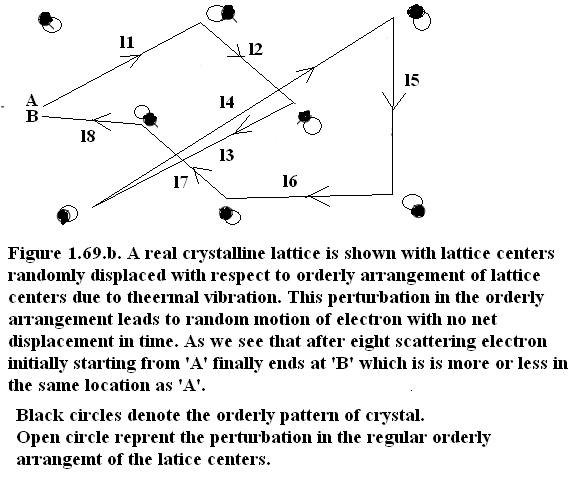 l1
l2
l5
A
l4
B
l8
l3
l7
l6
Figure 1.69.b. A real crystalline lattice is shown with lattice centers
randomly displaced with respect to orderly arrangement of lattice
centers due to theermal vibration. This perturbation in the orderly
arrangement leads to random motion of electron with no net
displacement in time. As we see that after eight scattering electron
initially starting from 'A' finally ends at 'B' which is is more or less in
the same location as 'A'.
Black circles denote the orderly pattern of crystal.
Open circle reprent the perturbation in the regular orderly
arrangemt of the latice centers.